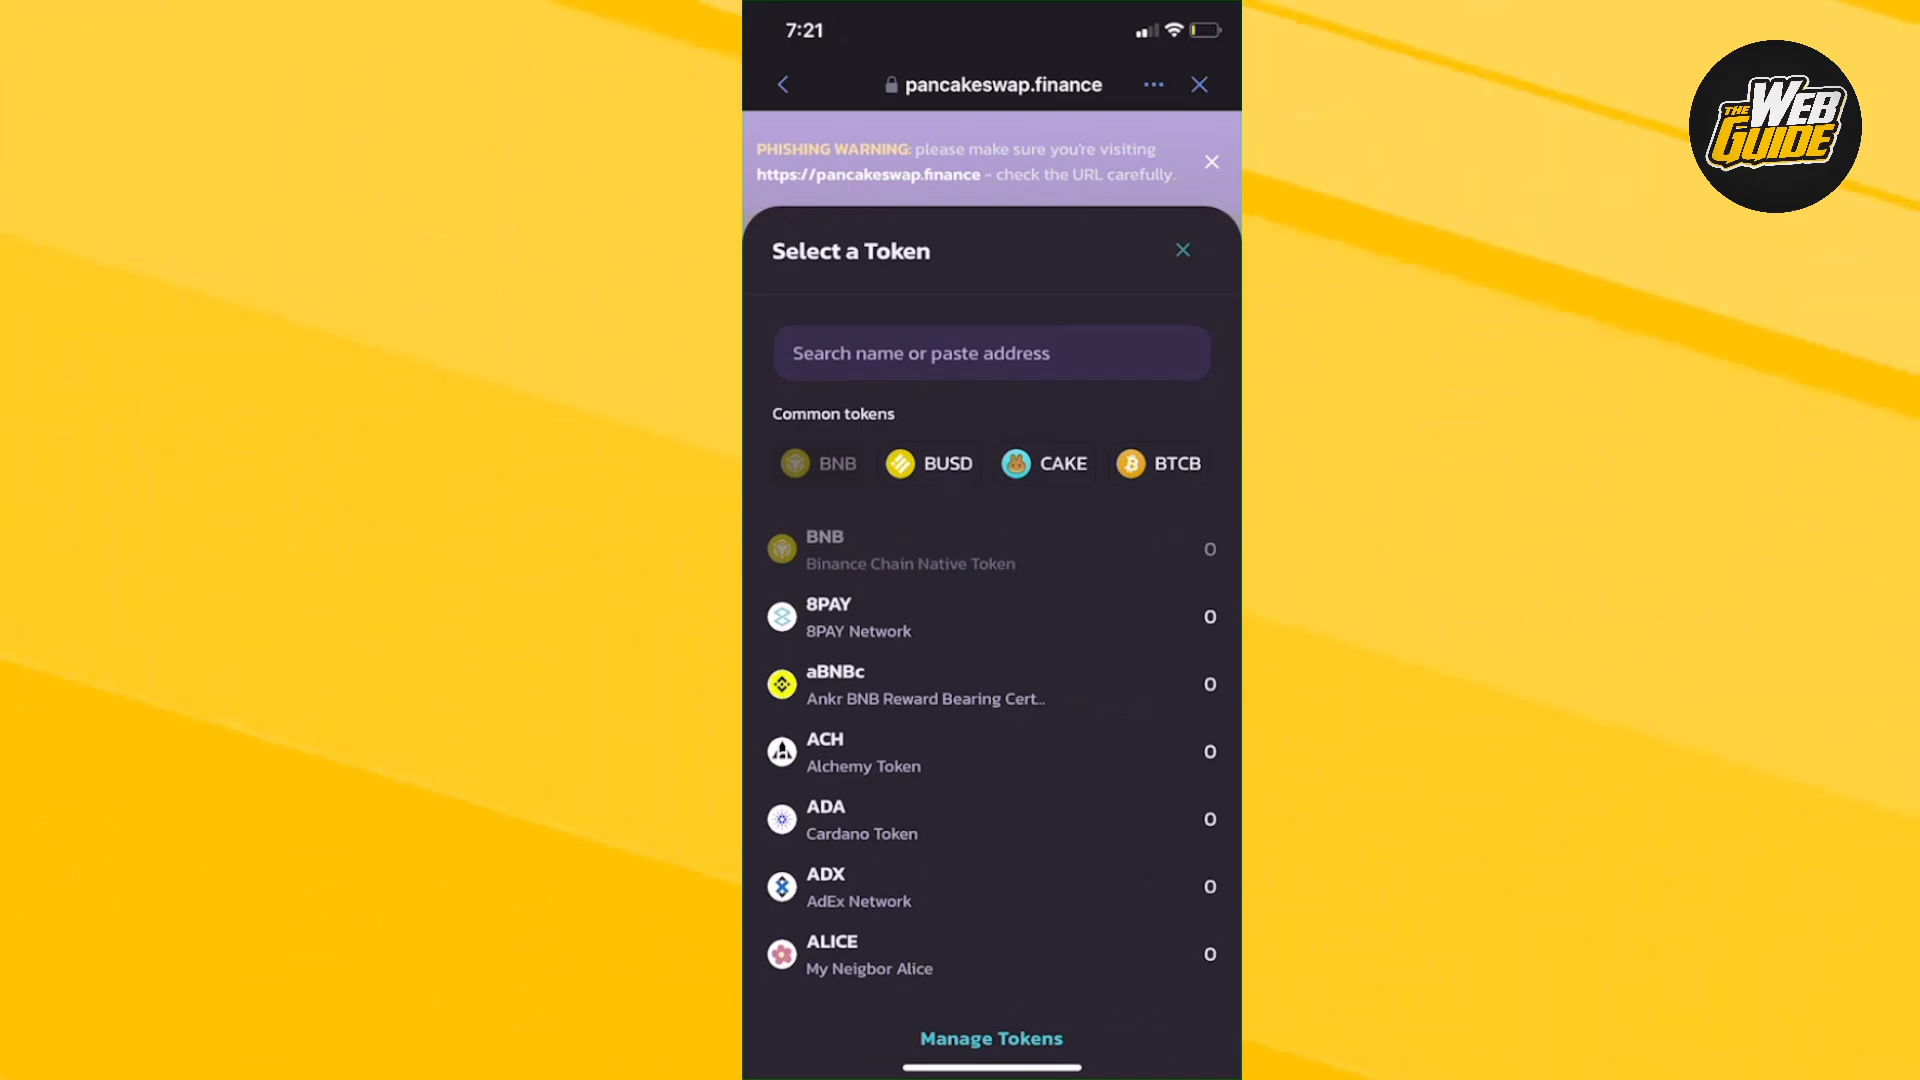 7:21
pancakeswap.finance
THE WEB GUIDE
PHISHING WARNING: please make sure you're visiting
https://pancakeswap.finance - check the URL carefully.
Select a Token
Search name or paste address
Common tokens
BNB BUSD CAKE BTCB
BNB
Binance Chain Native Token
0
8PAY
8PAY Network
0
aBNBc
Ankr BNB Reward Bearing Cert...
0
ACH
Alchemy Token
0
ADA
Cardano Token
0
ADX
AdEx Network
0
ALICE
My Neigbor Alice
0
Manage Tokens